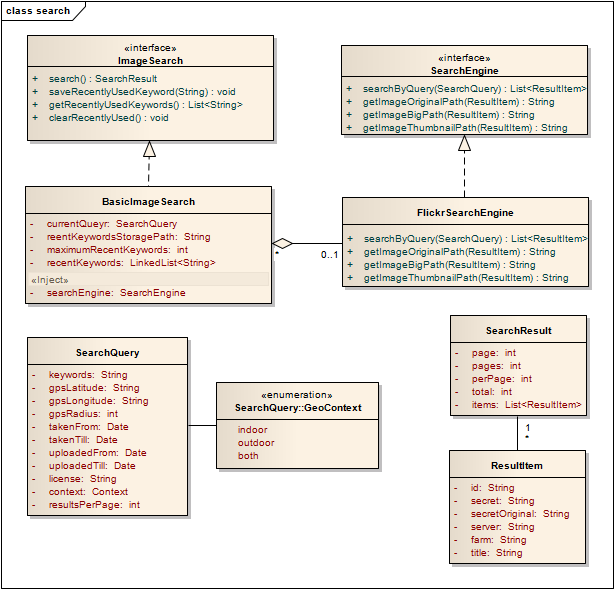 class search
«interface»
ImageSearch
+ search() : SearchResult
+ saveRecentlyUsedKeyword(String) : void
+ getRecentlyUsedKeywords() : List<String>
+ clearRecentlyUsed() : void
«interface»
SearchEngine
+ searchByQuery(SearchQuery) : List<ResultItem>
+ getImageOriginalPath(ResultItem) : String
+ getImageBigPath(ResultItem) : String
+ getImageThumbnailPath(ResultItem) : String
BasicImageSearch
- currentQueyr: SearchQuery
- reentKeywordsStoragePath: String
- maximumRecentKeywords: int
- recentKeywords: LinkedList<String>
«Inject»
- searchEngine: SearchEngine
*
0..1
FlickrSearchEngine
+ searchByQuery(SearchQuery) : List<ResultItem>
+ getImageOriginalPath(ResultItem) : String
+ getImageBigPath(ResultItem) : String
+ getImageThumbnailPath(ResultItem) : String
SearchQuery
- keywords: String
- gpsLatitude: String
- gpsLongitude: String
- gpsRadius: int
- takenFrom: Date
- takenTill: Date
- uploadedFrom: Date
- uploadedTill: Date
- license: String
- context: Context
- resultsPerPage: int
«enumeration»
SearchQuery::GeoContext
indoor
outdoor
both
SearchResult
- page: int
- pages: int
- perPage: int
- total: int
- items: List<ResultItem>
1
*
ResultItem
- id: String
- secret: String
- secretOriginal: String
- server: String
- farm: String
- title: String